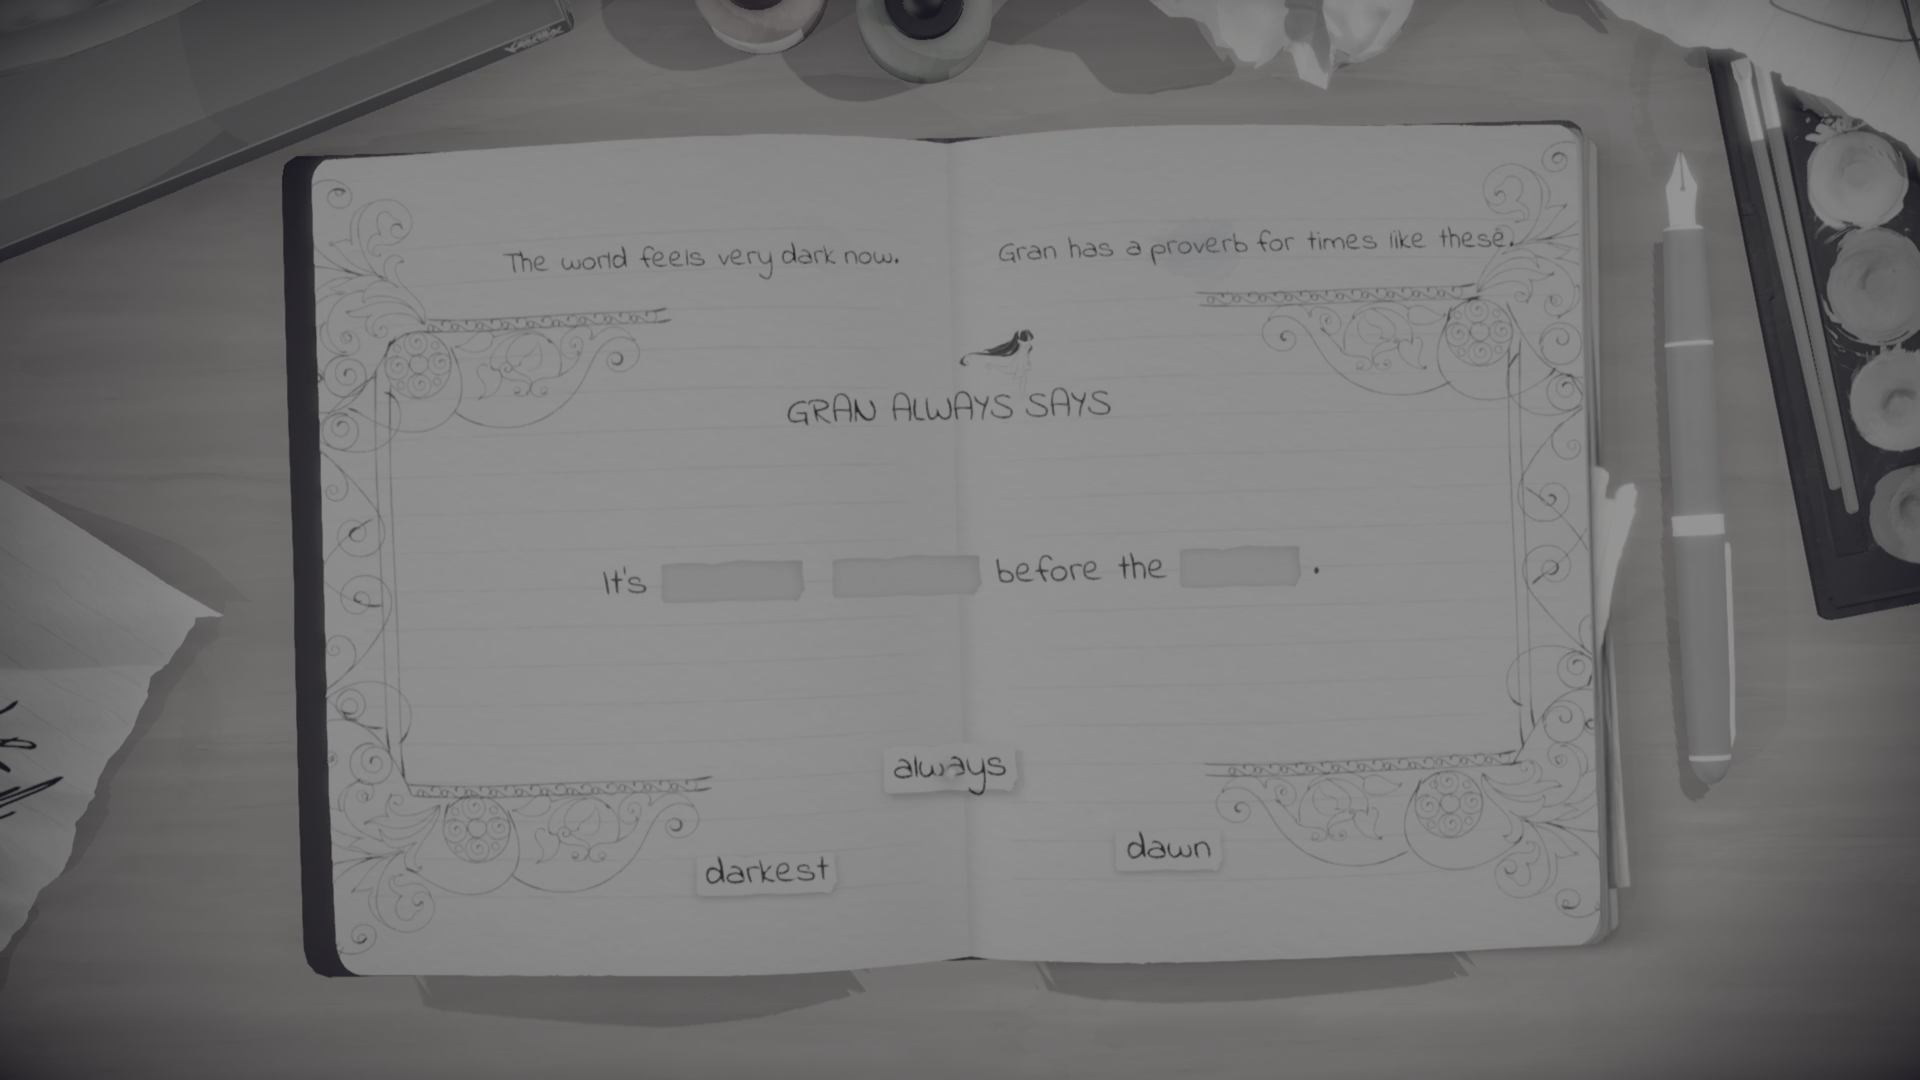 The world feels very dark now.
Gran has a proverb for times like these.
GRAN ALWAYS SAYS
It's before the .
always
dawn
darkest